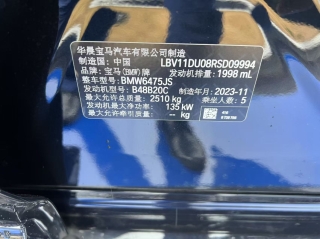 华晨宝马汽车有限公司制造
制造国：中国 LBV11DU08RSD09994
品牌：宝马(BMW)牌 发动机排量：1998 mL
整车型号：BMW6475JS
发动机型号：B48B20C 制造年月：2023-11
最大允许总质量：2510 kg 乘坐人数：5
发动机最大净功率：135 kW
最大允许牵引质量：-- kg